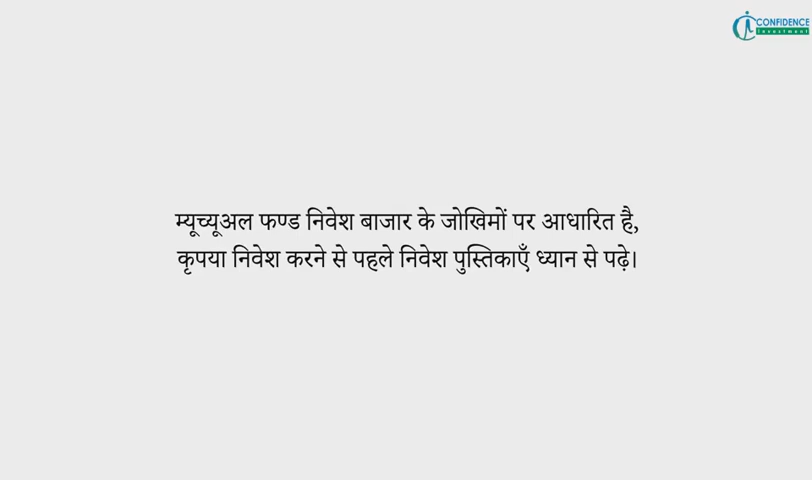 CONFIDENCE
Investment
म्यूच्यूअल फण्ड निवेश बाजार के जोखिमों पर आधारित है,
कृपया निवेश करने से पहले निवेश पुस्तिकाएँ ध्यान से पढ़े।